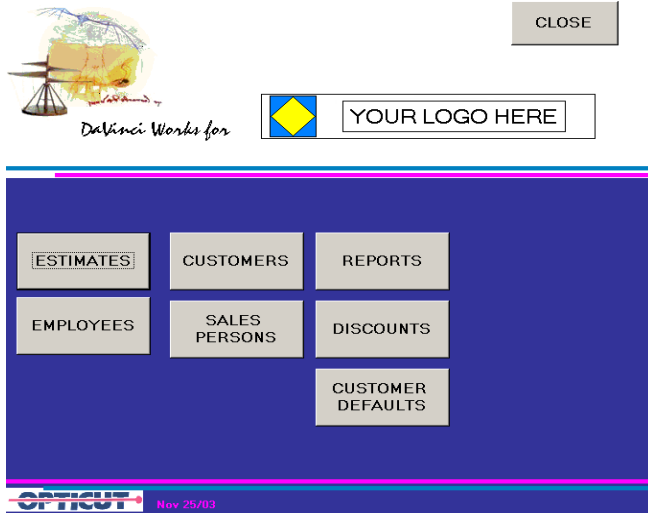 CLOSE
DaVinci Works for
YOUR LOGO HERE
ESTIMATES
CUSTOMERS
REPORTS
EMPLOYEES
SALES
PERSONS
DISCOUNTS
CUSTOMER
DEFAULTS
OPTICUT
Nov 25/03